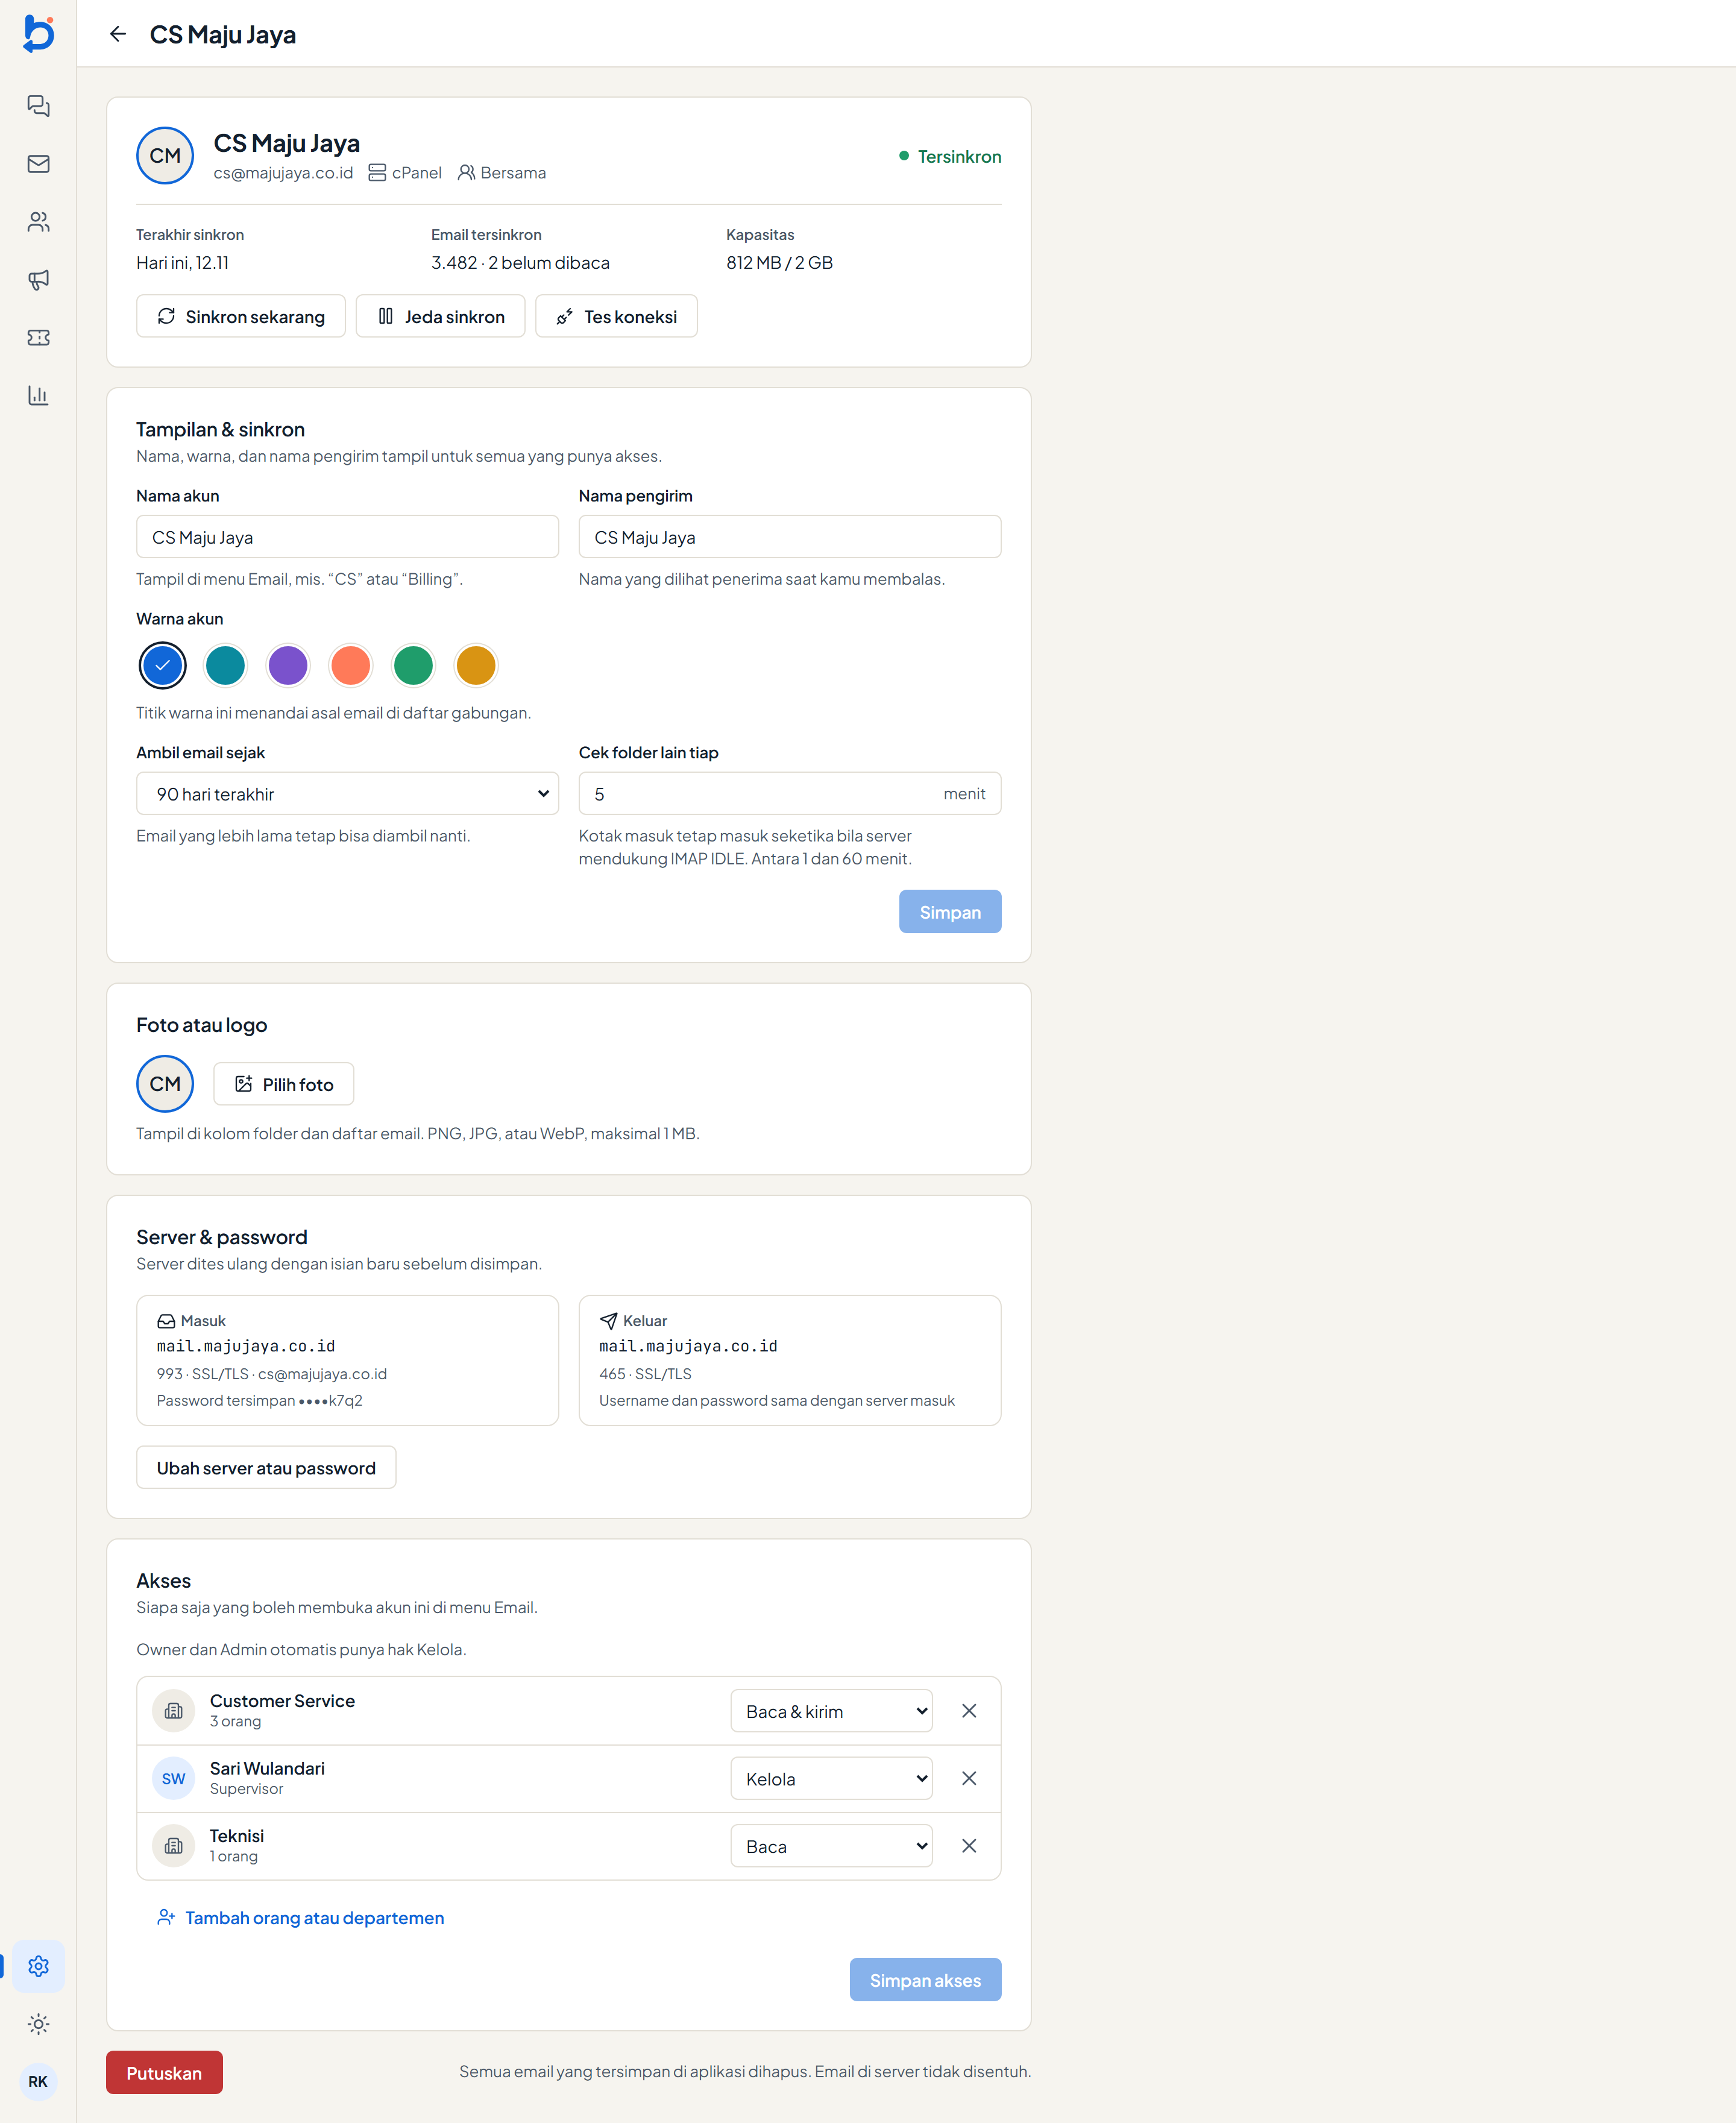 CS Maju Jaya
CM
CS Maju Jaya
cs@majujaya.co.id cPanel Bersama
Tersinkron
Terakhir sinkron
Hari ini, 12.11
Email tersinkron
3.482 · 2 belum dibaca
Kapasitas
812 MB / 2 GB
Sinkron sekarang
Jeda sinkron
Tes koneksi
Tampilan & sinkron
Nama, warna, dan nama pengirim tampil untuk semua yang punya akses.
Nama akun
CS Maju Jaya
Tampil di menu Email, mis. “CS” atau “Billing”.
Nama pengirim
CS Maju Jaya
Nama yang dilihat penerima saat kamu membalas.
Warna akun
Titik warna ini menandai asal email di daftar gabungan.
Ambil email sejak
90 hari terakhir
Email yang lebih lama tetap bisa diambil nanti.
Cek folder lain tiap
5 menit
Kotak masuk tetap masuk seketika bila server
mendukung IMAP IDLE. Antara 1 dan 60 menit.
Simpan
Foto atau logo
CM
Pilih foto
Tampil di kolom folder dan daftar email. PNG, JPG, atau WebP, maksimal 1 MB.
Server & password
Server dites ulang dengan isian baru sebelum disimpan.
Masuk
mail.majujaya.co.id
993 · SSL/TLS · cs@majujaya.co.id
Password tersimpan ••••k7q2
Keluar
mail.majujaya.co.id
465 · SSL/TLS
Username dan password sama dengan server masuk
Ubah server atau password
Akses
Siapa saja yang boleh membuka akun ini di menu Email.
Owner dan Admin otomatis punya hak Kelola.
Customer Service
3 orang
Baca & kirim
SW
Sari Wulandari
Supervisor
Kelola
Teknisi
1 orang
Baca
Tambah orang atau departemen
Simpan akses
Putuskan
Semua email yang tersimpan di aplikasi dihapus. Email di server tidak disentuh.
RK